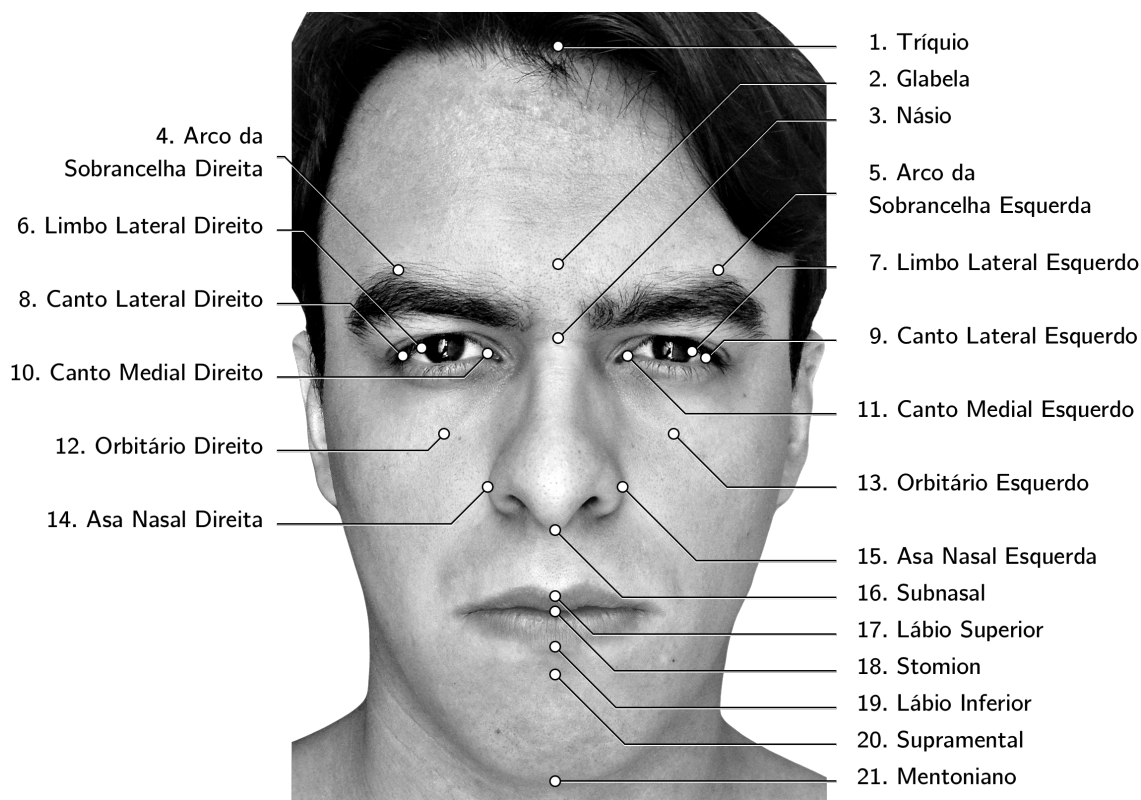 1. Tríquio
2. Glabela
3. Násio
4. Arco da
Sobrancelha Direita
5. Arco da
Sobrancelha Esquerda
6. Limbo Lateral Direito
7. Limbo Lateral Esquerdo
8. Canto Lateral Direito
9. Canto Lateral Esquerdo
10. Canto Medial Direito
11. Canto Medial Esquerdo
12. Orbitário Direito
13. Orbitário Esquerdo
14. Asa Nasal Direita
15. Asa Nasal Esquerda
16. Subnasal
17. Lábio Superior
18. Stomion
19. Lábio Inferior
20. Supramental
21. Mentoniano